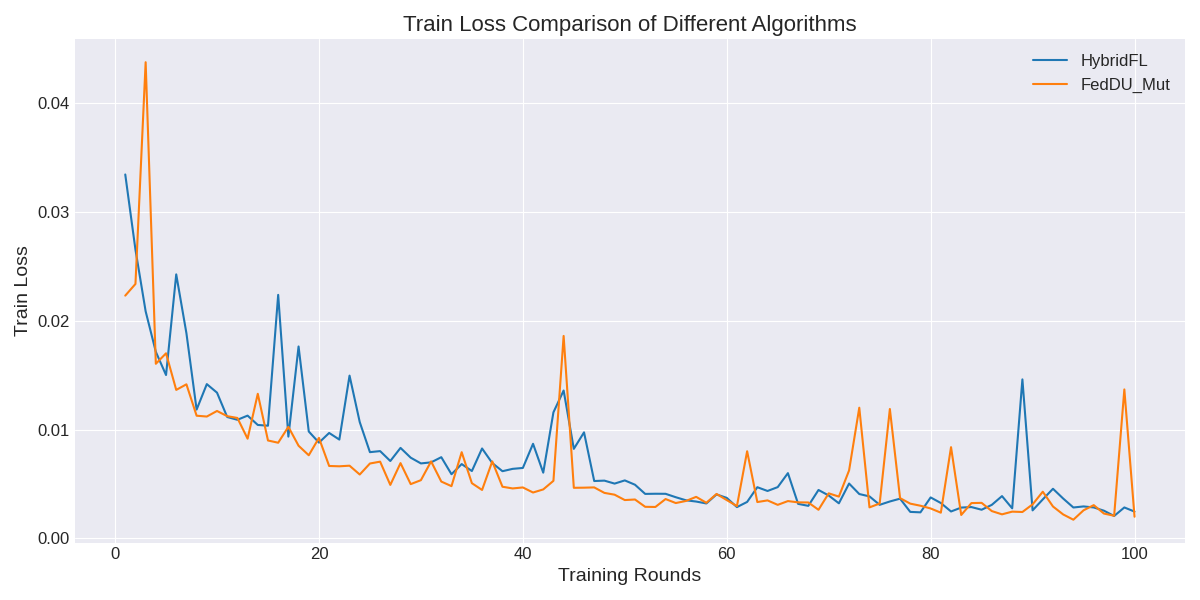 Train Loss Comparison of Different Algorithms
HybridFL
FedDU_Mut
Train Loss
0.04
0.03
0.02
0.01
0.00
0 20 40 60 80 100
Training Rounds